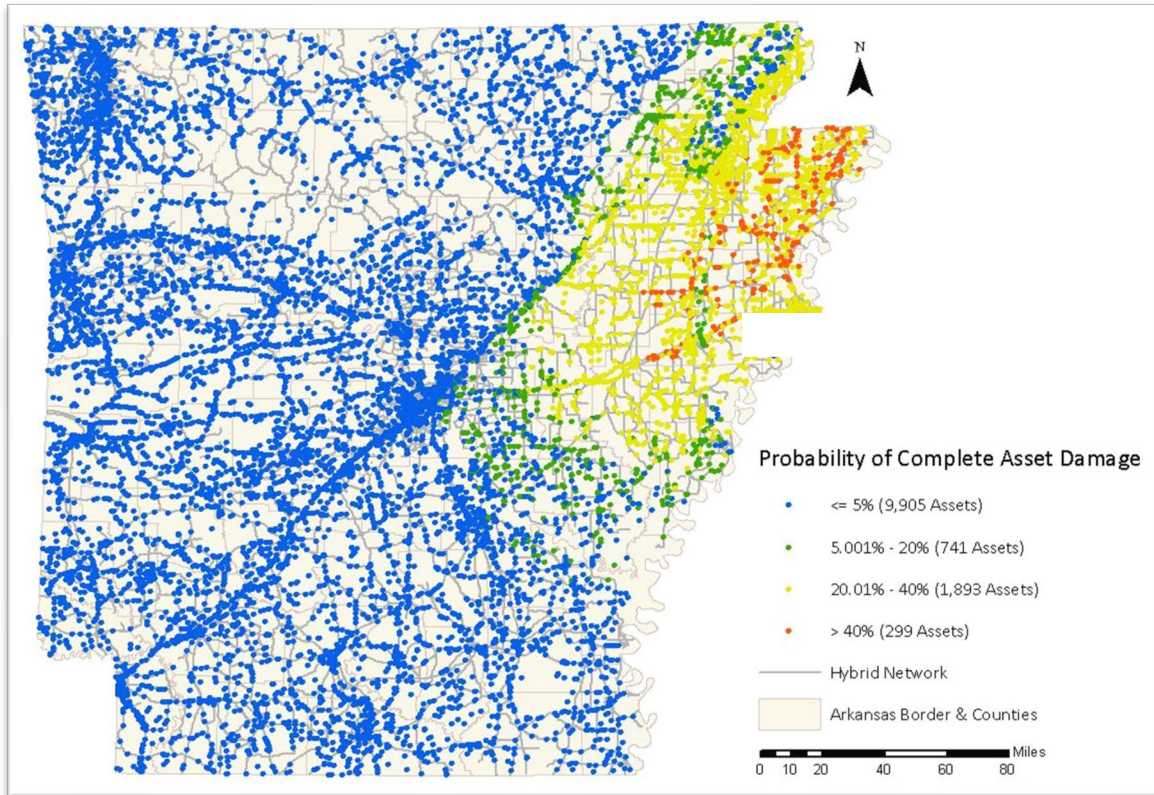 N
Probability of Complete Asset Damage
<= 5% (9,905 Assets)
5.001% - 20% (741 Assets)
20.01% - 40% (1,893 Assets)
> 40% (299 Assets)
Hybrid Network
Arkansas Border & Counties
Miles
0 10 20 40 60 80